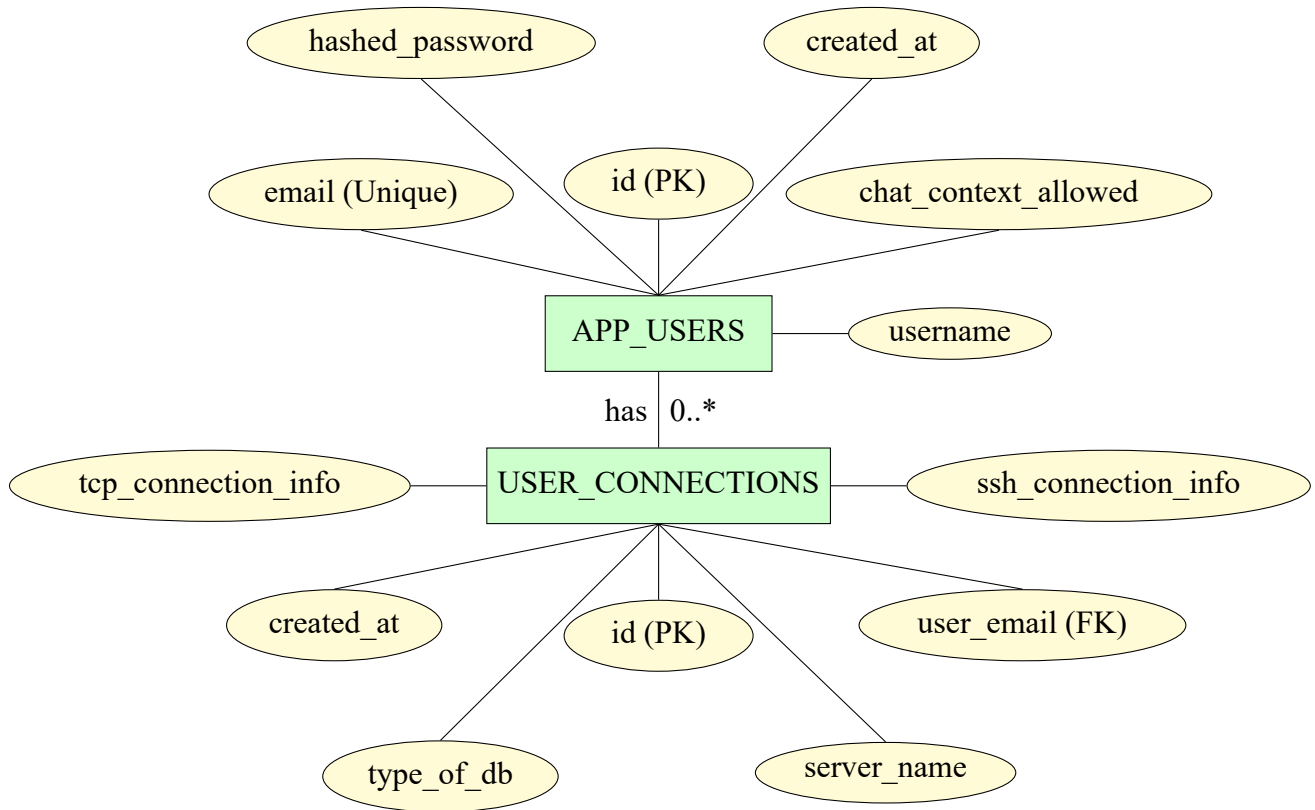 hashed_password
created_at
email (Unique)
id (PK)
chat_context_allowed
APP_USERS
username
has
0..*
tcp_connection_info
USER_CONNECTIONS
ssh_connection_info
created_at
id (PK)
user_email (FK)
type_of_db
server_name